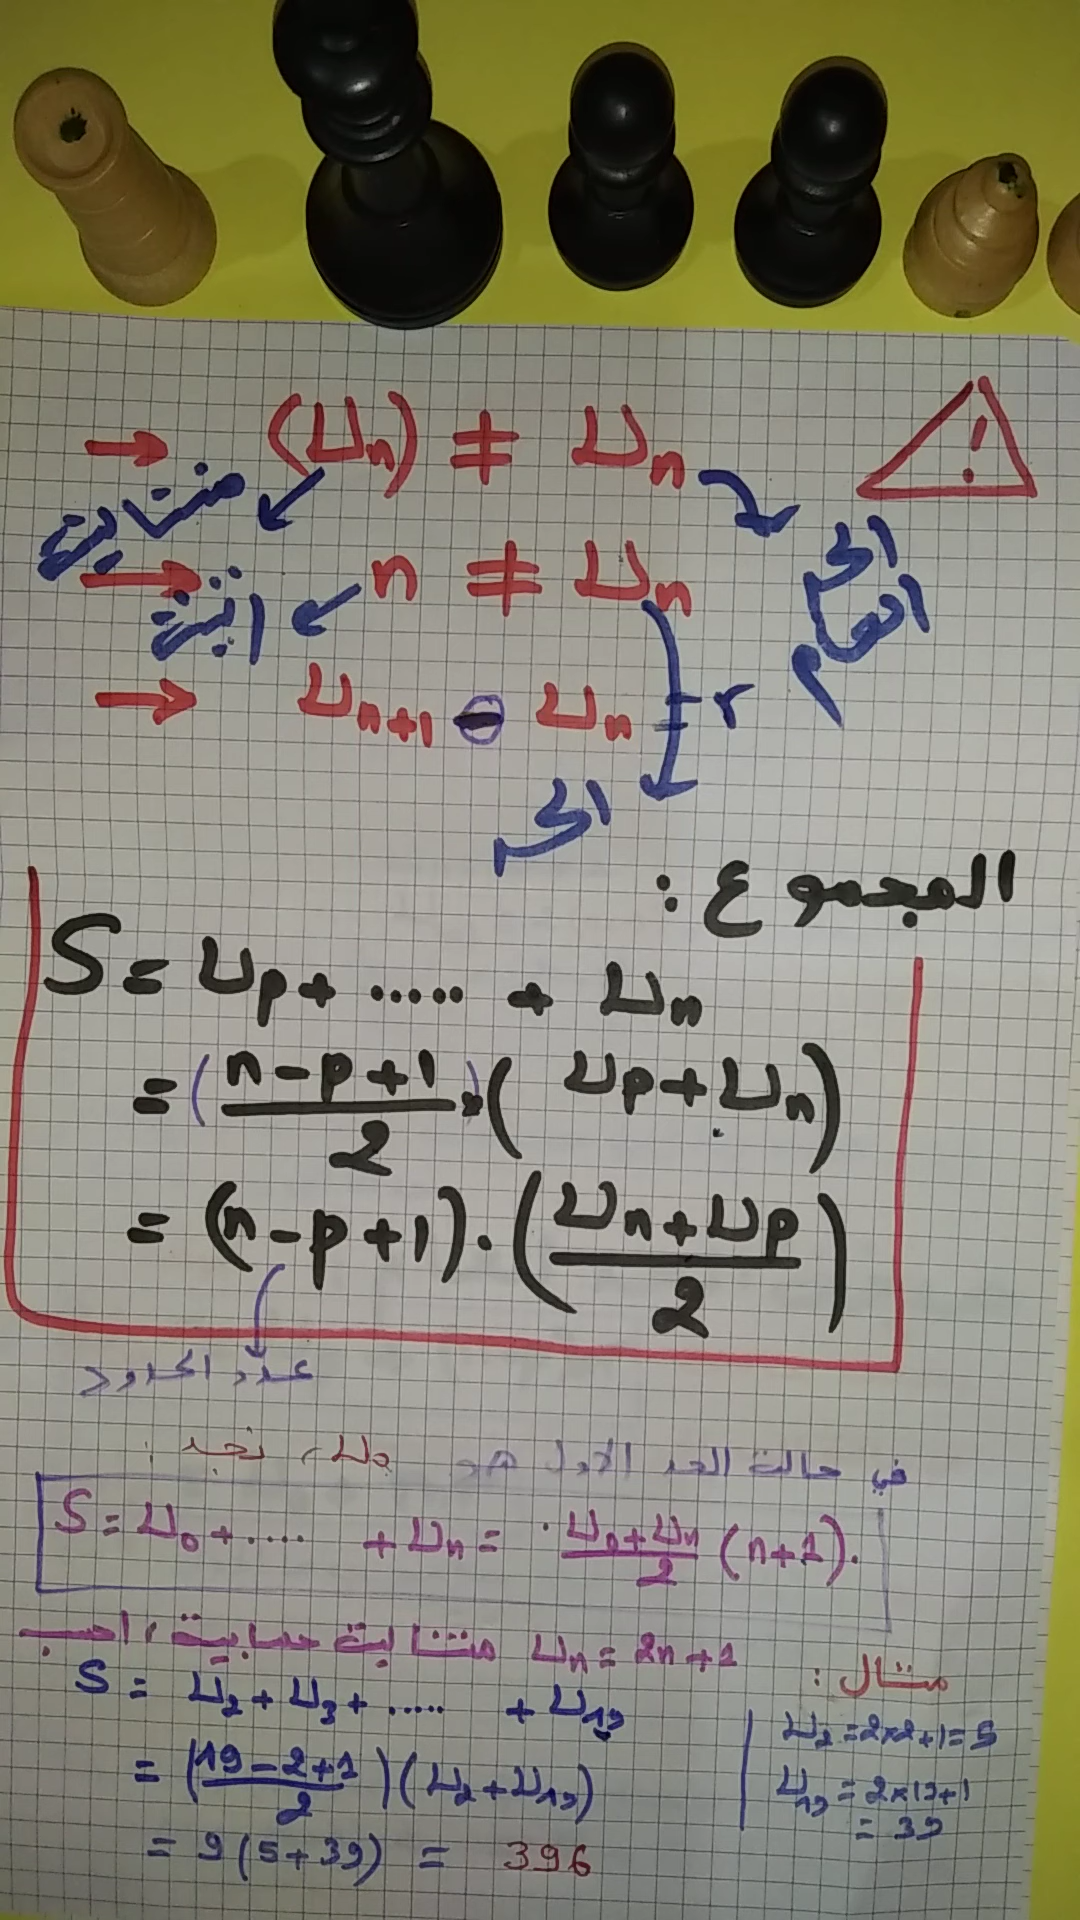 → (Un) ≠ Un
!
متتالية
الحد العام
→ n ≠ Un
الرتبة
→ Un+1 - Un = r
الحد
المجموع :
S = Up + ..... + Un
= (n-p+1/2) × (Up + Un)
= (n-p+1) . (Un+Up/2)
عدد الحدود
في حالة الحد الأول هو U0، نجد :
S = U0 + .... + Un = U0+Un/2 (n+1).
مثال :
Un = 2n+1 متتالية حسابية، احسب
S = U2 + U3 + ..... + U19
= (19-2+1/2)(U2+U19)
= 9(5+39) = 396
U2 = 2×2+1=5
U19 = 2×19+1
= 39